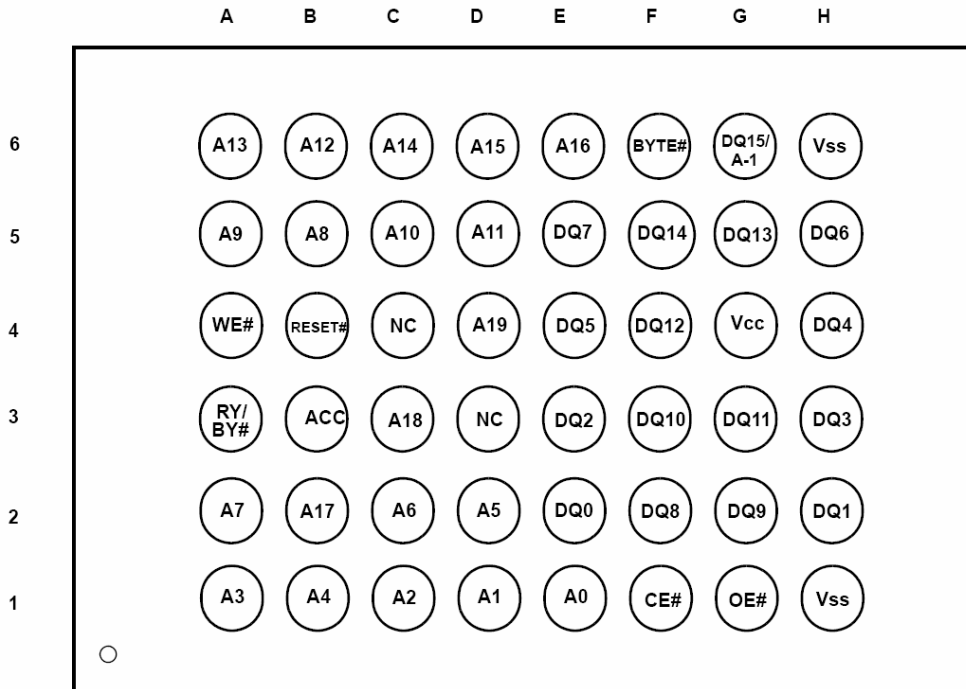 A B C D E F G H
6 A13 A12 A14 A15 A16 BYTE# DQ15/ A-1 Vss
5 A9 A8 A10 A11 DQ7 DQ14 DQ13 DQ6
4 WE# RESET# NC A19 DQ5 DQ12 Vcc DQ4
3 RY/ BY# ACC A18 NC DQ2 DQ10 DQ11 DQ3
2 A7 A17 A6 A5 DQ0 DQ8 DQ9 DQ1
1 A3 A4 A2 A1 A0 CE# OE# Vss